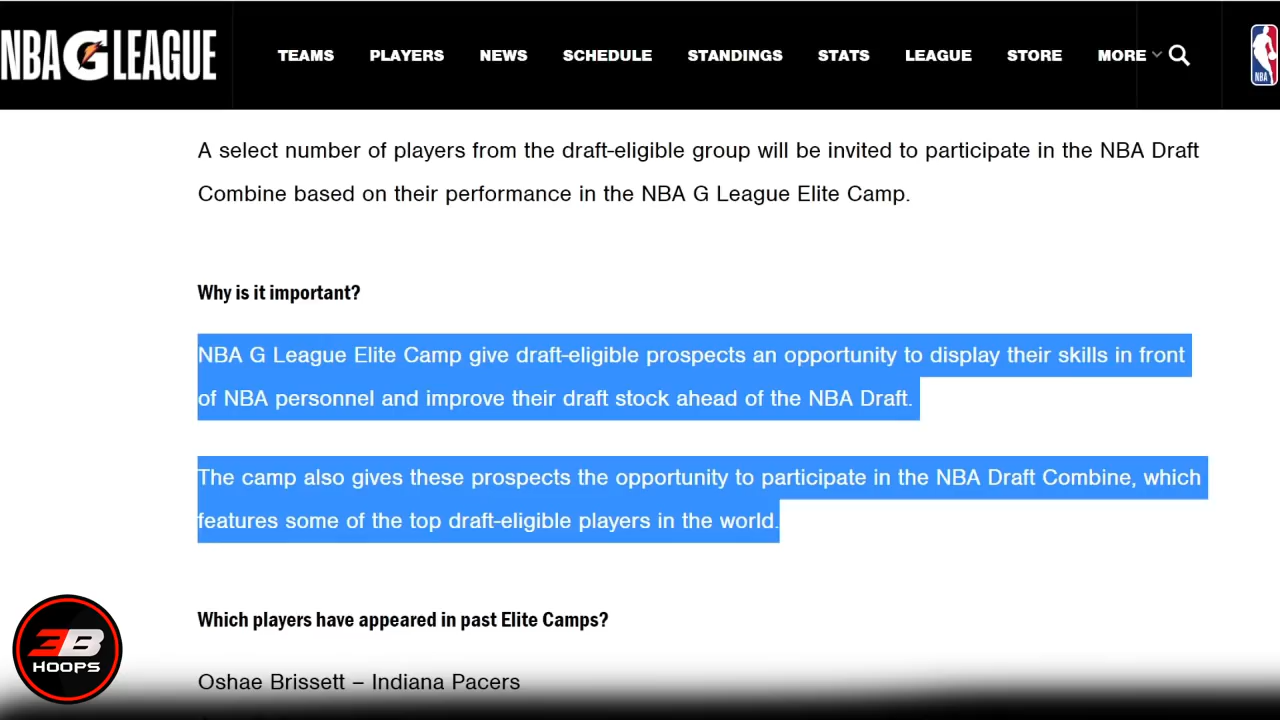 NBA G LEAGUE TEAMS PLAYERS NEWS SCHEDULE STANDINGS STATS LEAGUE STORE MORE NBA
A select number of players from the draft-eligible group will be invited to participate in the NBA Draft
Combine based on their performance in the NBA G League Elite Camp.
Why is it important?
NBA G League Elite Camp give draft-eligible prospects an opportunity to display their skills in front
of NBA personnel and improve their draft stock ahead of the NBA Draft.
The camp also gives these prospects the opportunity to participate in the NBA Draft Combine, which
features some of the top draft-eligible players in the world.
Which players have appeared in past Elite Camps?
Oshae Brissett – Indiana Pacers
3B
HOOPS